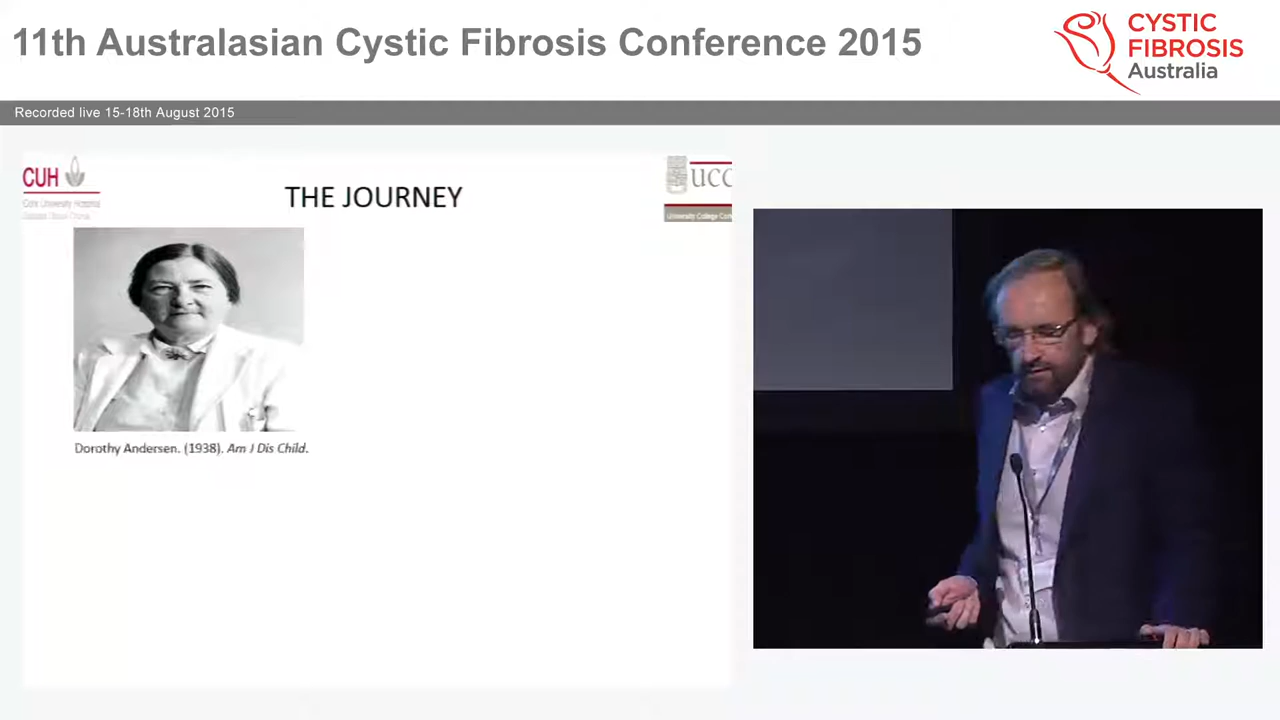 11th Australasian Cystic Fibrosis Conference 2015
CYSTIC
FIBROSIS
Australia
Recorded live 15-18th August 2015
CUH
Cork University Hospital
THE JOURNEY
UCC
University College Cor
Dorothy Andersen. (1938). Am J Dis Child.